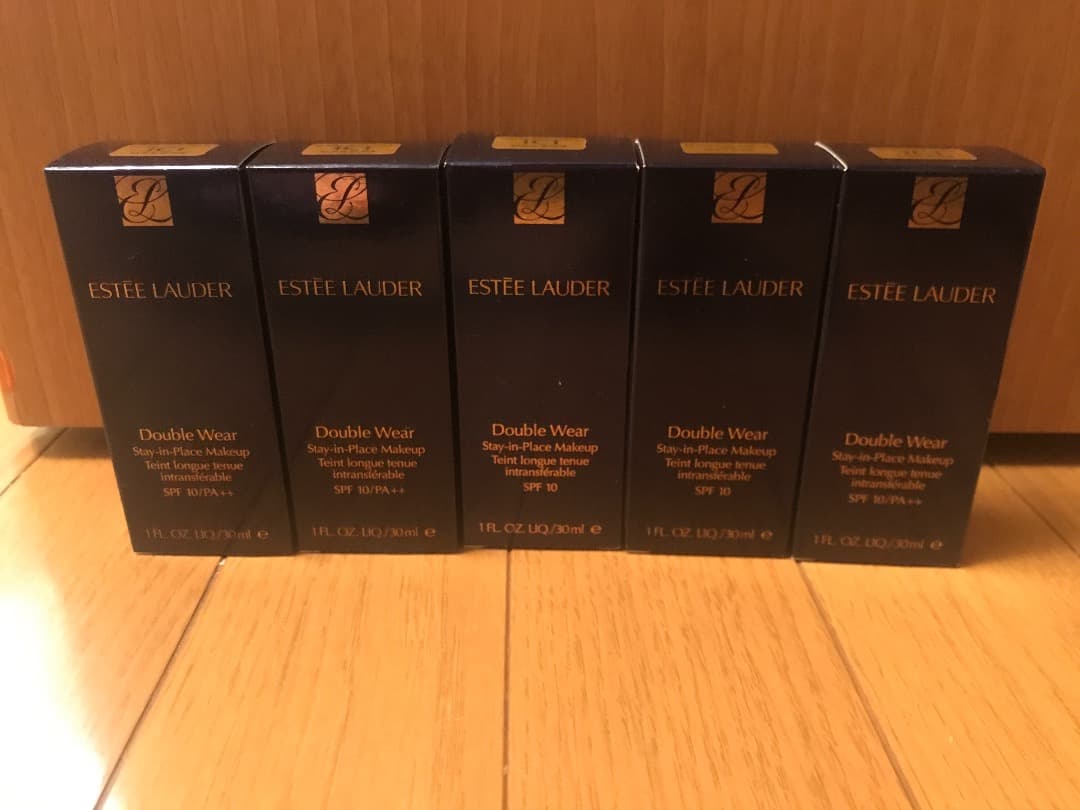 ESTĒE LAUDER
Double Wear
Stay-in-Place Makeup
Teint longue tenue
intransférable
SPF 10/PA++
1 FL. OZ. LIQ./30ml ℮
ESTĒE LAUDER
Double Wear
Stay-in-Place Makeup
Teint longue tenue
intransférable
SPF 10/PA++
1 FL. OZ. LIQ./30ml ℮
ESTĒE LAUDER
Double Wear
Stay-in-Place Makeup
Teint longue tenue
intransférable
SPF 10
1 FL. OZ. LIQ./30ml ℮
ESTĒE LAUDER
Double Wear
Stay-in-Place Makeup
Teint longue tenue
intransférable
SPF 10
1 FL. OZ. LIQ./30ml ℮
ESTĒE LAUDER
Double Wear
Stay-in-Place Makeup
Teint longue tenue
intransférable
SPF 10/PA++
1 FL. OZ. LIQ./30ml ℮